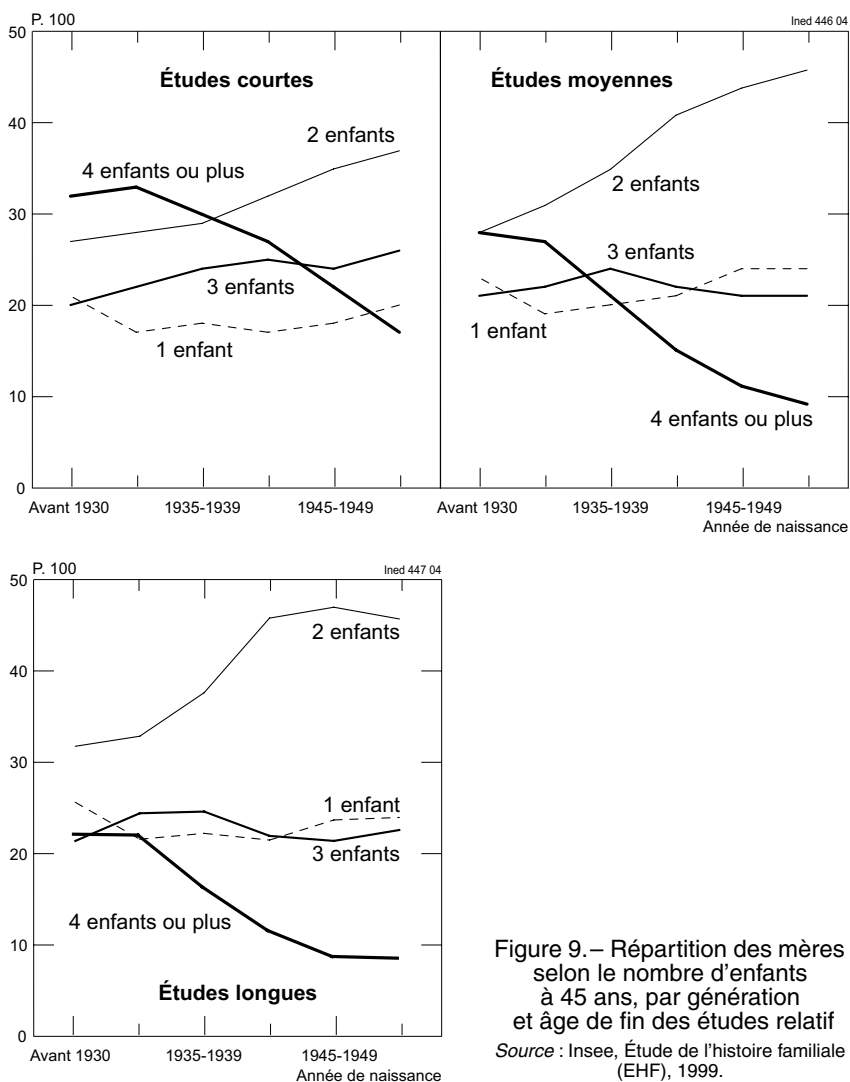 P. 100
Ined 446 04
50
40
30
20
10
0
Études courtes
2 enfants
4 enfants ou plus
3 enfants
1 enfant
Avant 1930
1935-1939
1945-1949
Études moyennes
2 enfants
3 enfants
1 enfant
4 enfants ou plus
Avant 1930
1935-1939
1945-1949
Année de naissance
P. 100
Ined 447 04
50
40
30
20
10
0
2 enfants
1 enfant
3 enfants
4 enfants ou plus
Études longues
Avant 1930
1935-1939
1945-1949
Année de naissance
Figure 9.– Répartition des mères
selon le nombre d'enfants
à 45 ans, par génération
et âge de fin des études relatif
Source : Insee, Étude de l'histoire familiale
(EHF), 1999.